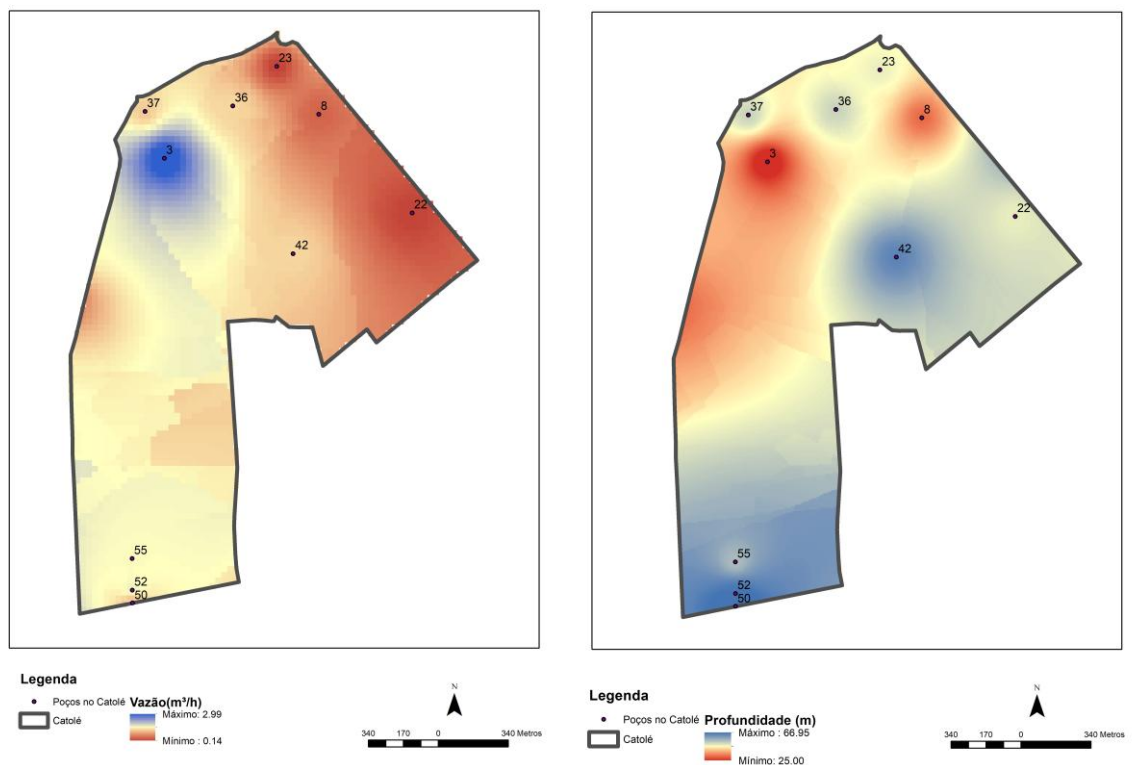 23
37
36
8
3
22
42
55
52
50
Legenda
Poços no Catolé
Catolé
Vazão(m³/h)
Máximo: 2.99
Mínimo : 0.14
N
340 170 0 340 Metros
23
37
36
8
3
22
42
55
52
50
Legenda
Poços no Catolé
Catolé
Profundidade (m)
Máximo : 66.95
Mínimo: 25.00
N
340 170 0 340 Metros